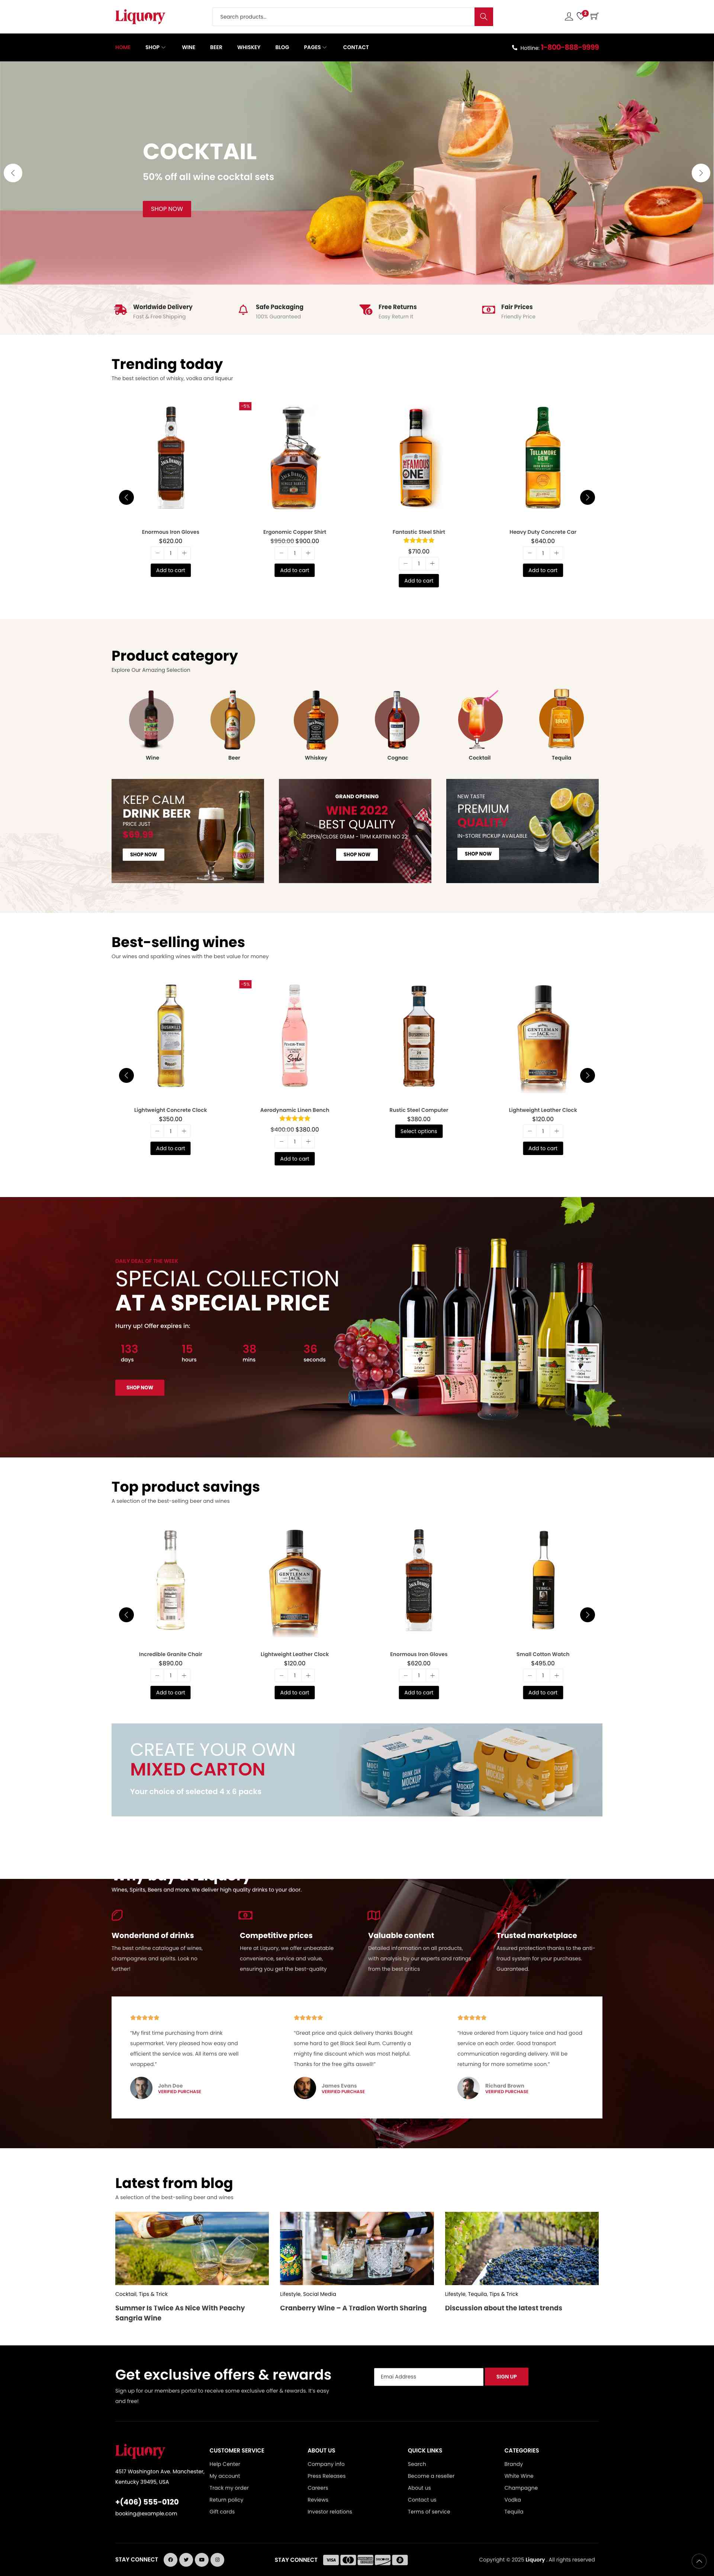 Liquory
Search products...
2
HOME SHOP WINE BEER WHISKEY BLOG PAGES CONTACT
Hotline: 1-800-888-9999
COCKTAIL
50% off all wine cocktail sets
SHOP NOW
Worldwide Delivery
Fast & Free Shipping
Safe Packaging
100% Guaranteed
Free Returns
Easy Return it
Fair Prices
Friendly Price
Trending today
The best selection of whisky, vodka and liqueur
-5%
Enormous Iron Gloves
$620.00
1
Add to cart
Ergonomic Copper Shirt
$950.00 $900.00
1
Add to cart
Fantastic Steel Shirt
$710.00
1
Add to cart
Heavy Duty Concrete Car
$640.00
1
Add to cart
Product category
Explore Our Amazing Selection
Wine
Beer
Whiskey
Cognac
Cocktail
Tequila
KEEP CALM
DRINK BEER
PRICE JUST
SHOP NOW
GRAND OPENING
WINE 2022
BEST QUALITY
OPEN/CLOSE 09AM - 11PM KARTINI NO 22
SHOP NOW
NEW TASTE
PREMIUM
QUALITY
IN-STORE PICKUP AVAILABLE
SHOP NOW
Best-selling wines
Our wines and sparkling wines with the best value for money
-5%
Lightweight Concrete Clock
$350.00
1
Add to cart
Aerodynamic Linen Bench
$400.00 $380.00
1
Add to cart
Rustic Steel Computer
$380.00
Select options
Lightweight Leather Clock
$120.00
1
Add to cart
DAILY DEAL OF THE WEEK
SPECIAL COLLECTION
AT A SPECIAL PRICE
Hurry up! Offer expires in:
133 15 38 36
days hours mins seconds
SHOP NOW
Top product savings
A selection of the best-selling beer and wines
Incredible Granite Chair
$890.00
1
Add to cart
Lightweight Leather Clock
$120.00
1
Add to cart
Enormous Iron Gloves
$620.00
1
Add to cart
Small Cotton Watch
$495.00
1
Add to cart
CREATE YOUR OWN
MIXED CARTON
Your choice of selected 4 x 6 packs
DRINK CAN
MOCKUP
Why buy at Liquory
Wines, Spirits, Beers and more. We deliver high quality drinks to your door.
Wonderland of drinks
The best online catalogue of wines,
champagnes and spirits. Look no
further!
Competitive prices
Here at Liquory, we offer unbeatable
convenience, service and value,
ensuring you get the best-quality
Valuable content
Detailed information on all products,
with analysis by our experts and ratings
from the best critics
Trusted marketplace
Assured protection thanks to the anti-
fraud system for your purchases.
Guaranteed.
"My first time purchasing from drink
supermarket. Very pleased how easy and
efficient the service was. All items are well
wrapped."
John Doe
VERIFIED PURCHASE
"Great price and quick delivery thanks Bought
some hard to get Black Seal Rum. Currently a
mighty fine discount which was most helpful.
Thanks for the free gifts aswell!"
James Evans
VERIFIED PURCHASE
"Have ordered from Liquory twice and had good
service on each order. Good transport
communication regarding delivery. Will be
returning for more sometime soon."
Richard Brown
VERIFIED PURCHASE
Latest from blog
A selection of the best-selling beer and wines
Cocktail, Tips & Trick
Summer Is Twice As Nice With Peachy
Sangria Wine
Lifestyle, Social Media
Cranberry Wine – A Tradion Worth Sharing
Lifestyle, Tequila, Tips & Trick
Discussion about the latest trends
Get exclusive offers & rewards
Sign up for our members portal to receive some exclusive offer & rewards. It's easy
and free!
Email Address
SIGN UP
Liquory
4517 Washington Ave. Manchester,
Kentucky 39495, USA
+(406) 555-0120
booking@example.com
CUSTOMER SERVICE
Help Center
My account
Track my order
Return policy
Gift cards
ABOUT US
Company info
Press Releases
Careers
Reviews
Investor relations
QUICK LINKS
Search
Become a reseller
About us
Contact us
Terms of service
CATEGORIES
Brandy
White Wine
Champagne
Vodka
Tequila
STAY CONNECT
STAY CONNECT
VISA
Copyright © 2025 Liquory . All rights reserved